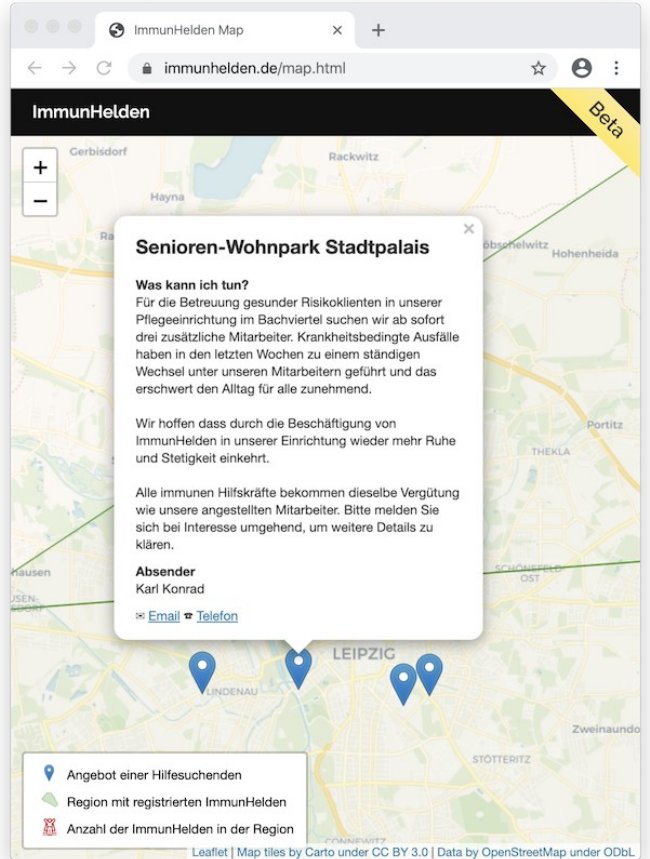 ImmunHelden Map
immunhelden.de/map.html
ImmunHelden
Beta
+
−
Gerbisdorf
Rackwitz
Hayna
Hohenheida
Senioren-Wohnpark Stadtpalais
Was kann ich tun?
Für die Betreuung gesunder Risikoklienten in unserer
Pflegeeinrichtung im Bachviertel suchen wir ab sofort
drei zusätzliche Mitarbeiter. Krankheitsbedingte Ausfälle
haben in den letzten Wochen zu einem ständigen
Wechsel unter unseren Mitarbeitern geführt und das
erschwert den Alltag für alle zunehmend.
Wir hoffen dass durch die Beschäftigung von
ImmunHelden in unserer Einrichtung wieder mehr Ruhe
und Stetigkeit einkehrt.
Alle immunen Hilfskräfte bekommen dieselbe Vergütung
wie unsere angestellten Mitarbeiter. Bitte melden Sie
sich bei Interesse umgehend, um weitere Details zu
klären.
Absender
Karl Konrad
Email Telefon
Portitz
THEKLA
SCHÖNEFELD-
OST
LEIPZIG
LINDENAU
Zweinaundo
STÖTTERITZ
CONNEWITZ
Angebot einer Hilfesuchenden
Region mit registrierten ImmunHelden
Anzahl der ImmunHelden in der Region
Leaflet | Map tiles by Carto under CC BY 3.0 | Data by OpenStreetMap under ODbL